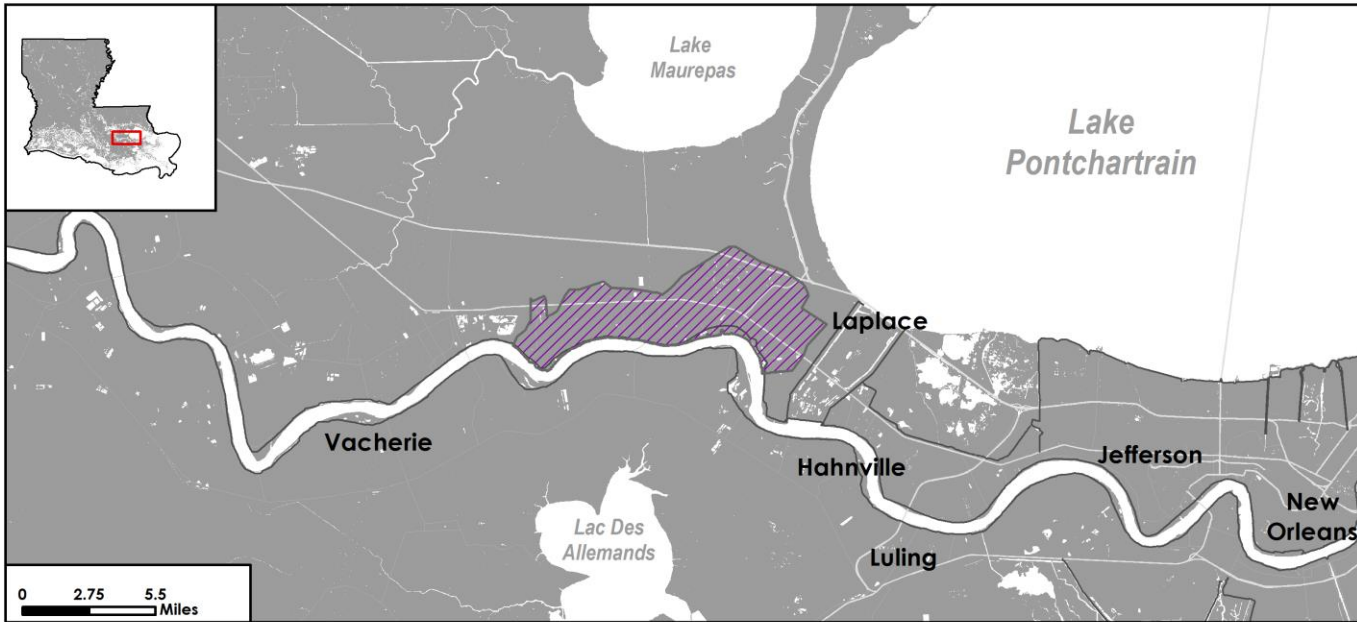 Lake
Maurepas
Lake
Pontchartrain
Laplace
Vacherie
Hahnville
Jefferson
New
Orleans
Lac Des
Allemands
Luling
0 2.75 5.5
Miles